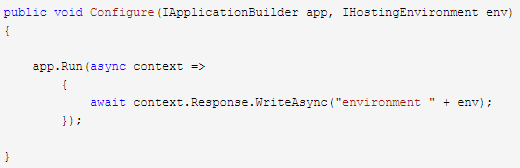 public void Configure(IApplicationBuilder app, IHostingEnvironment env)
{
app.Run(async context =>
{
await context.Response.WriteAsync("environment " + env);
});
}